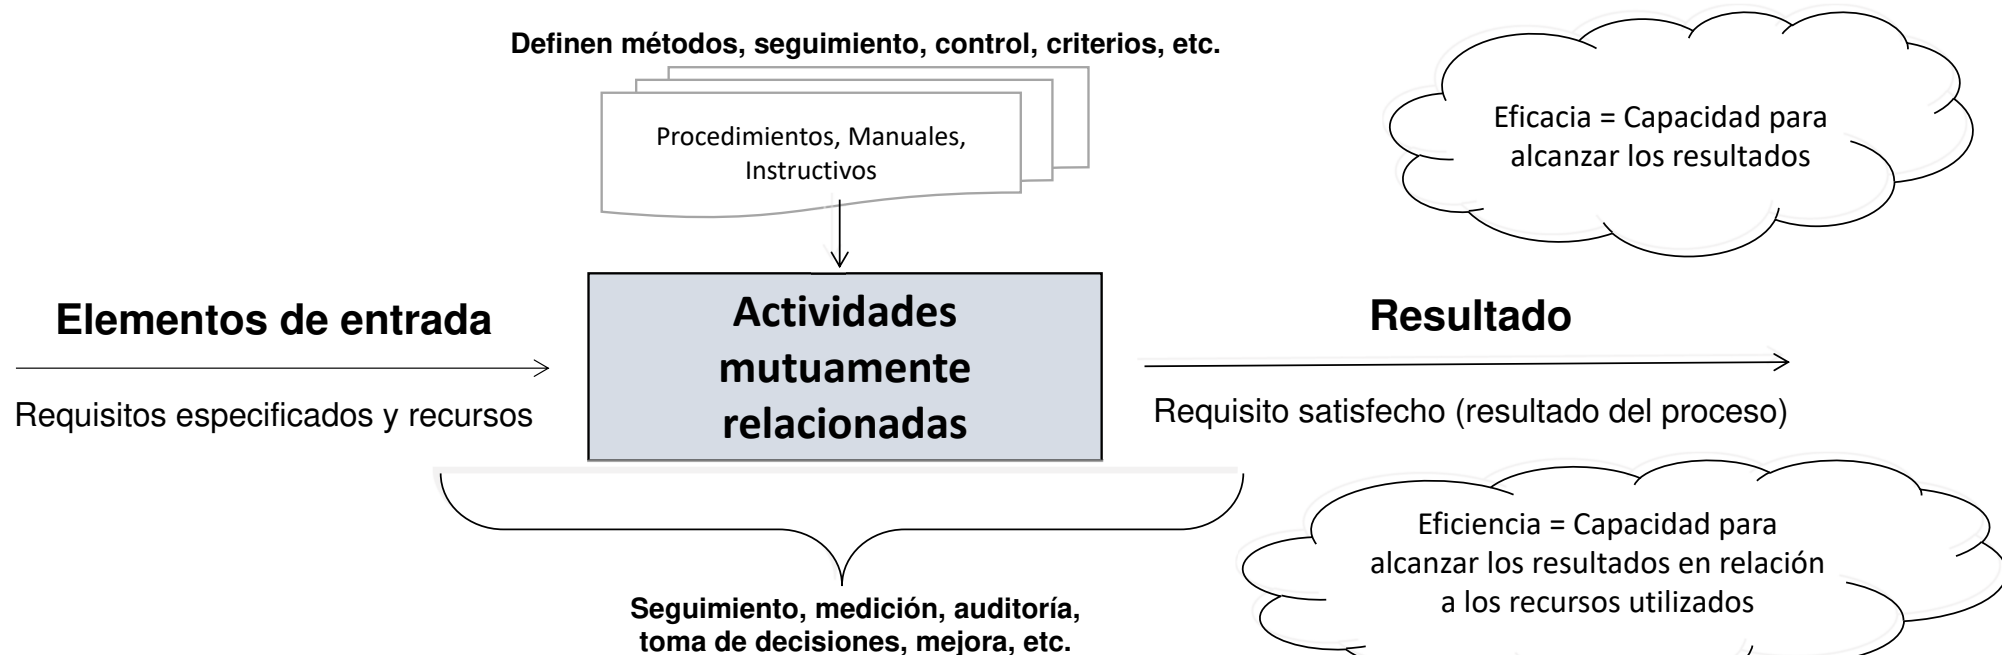 Definen métodos, seguimiento, control, criterios, etc.
Procedimientos, Manuales,
Instructivos
Eficacia = Capacidad para
alcanzar los resultados
Elementos de entrada
Requisitos especificados y recursos
Actividades
mutuamente
relacionadas
Resultado
Requisito satisfecho (resultado del proceso)
Seguimiento, medición, auditoría,
toma de decisiones, mejora, etc.
Eficiencia = Capacidad para
alcanzar los resultados en relación
a los recursos utilizados